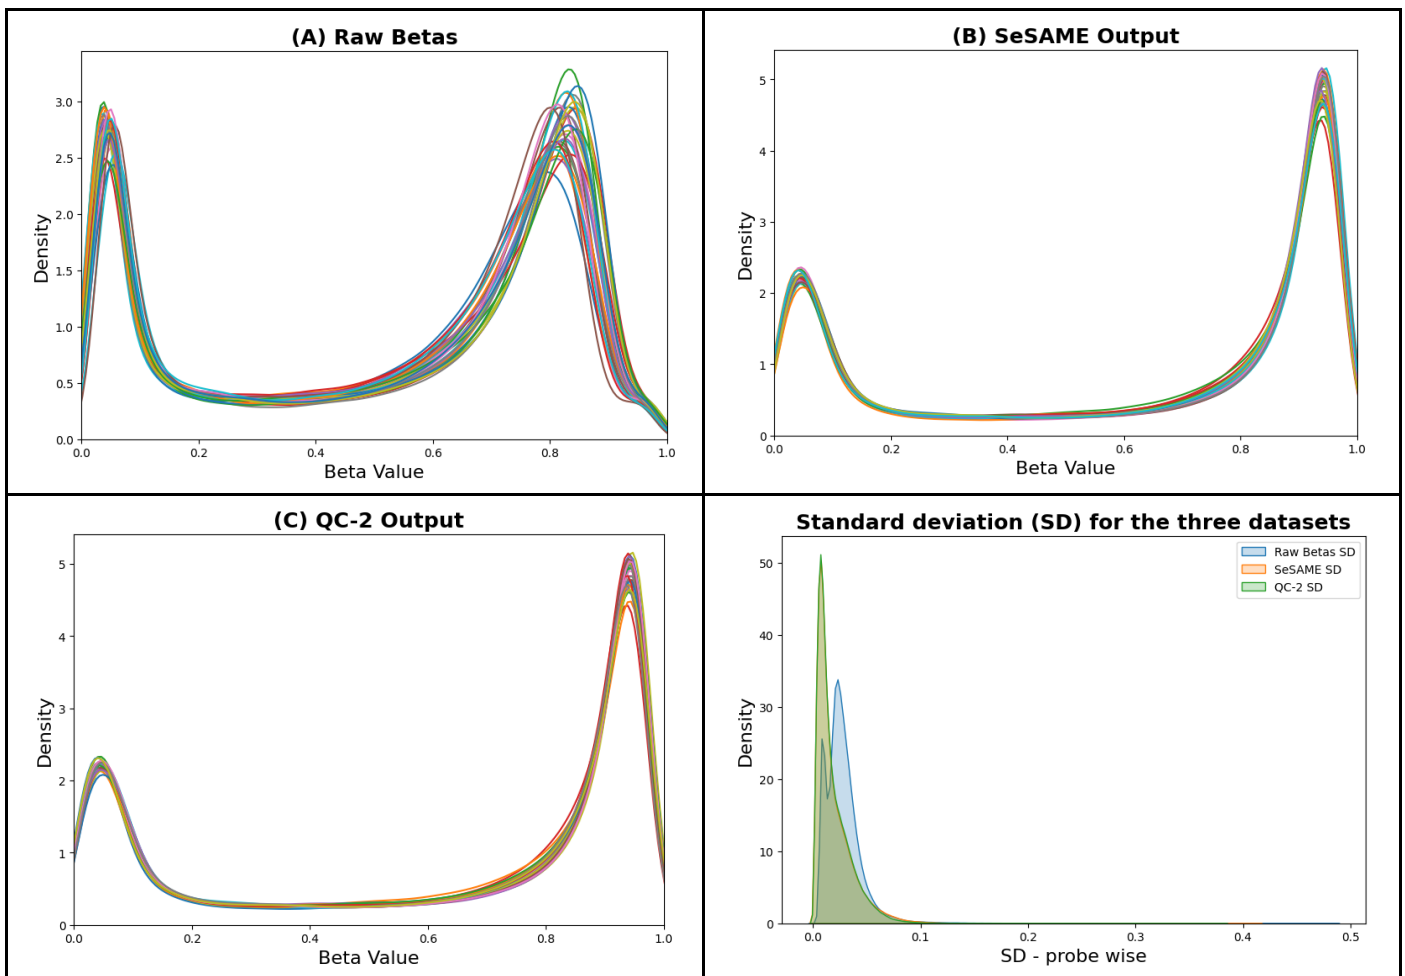 (A) Raw Betas
Density
3.0
2.5
2.0
1.5
1.0
0.5
0.0
0.0 0.2 0.4 0.6 0.8 1.0
Beta Value
(B) SeSAME Output
Density
5
4
3
2
1
0
0.0 0.2 0.4 0.6 0.8 1.0
Beta Value
(C) QC-2 Output
Density
5
4
3
2
1
0
0.0 0.2 0.4 0.6 0.8 1.0
Beta Value
Standard deviation (SD) for the three datasets
Raw Betas SD
SeSAME SD
QC-2 SD
Density
50
40
30
20
10
0
0.0 0.1 0.2 0.3 0.4 0.5
SD - probe wise